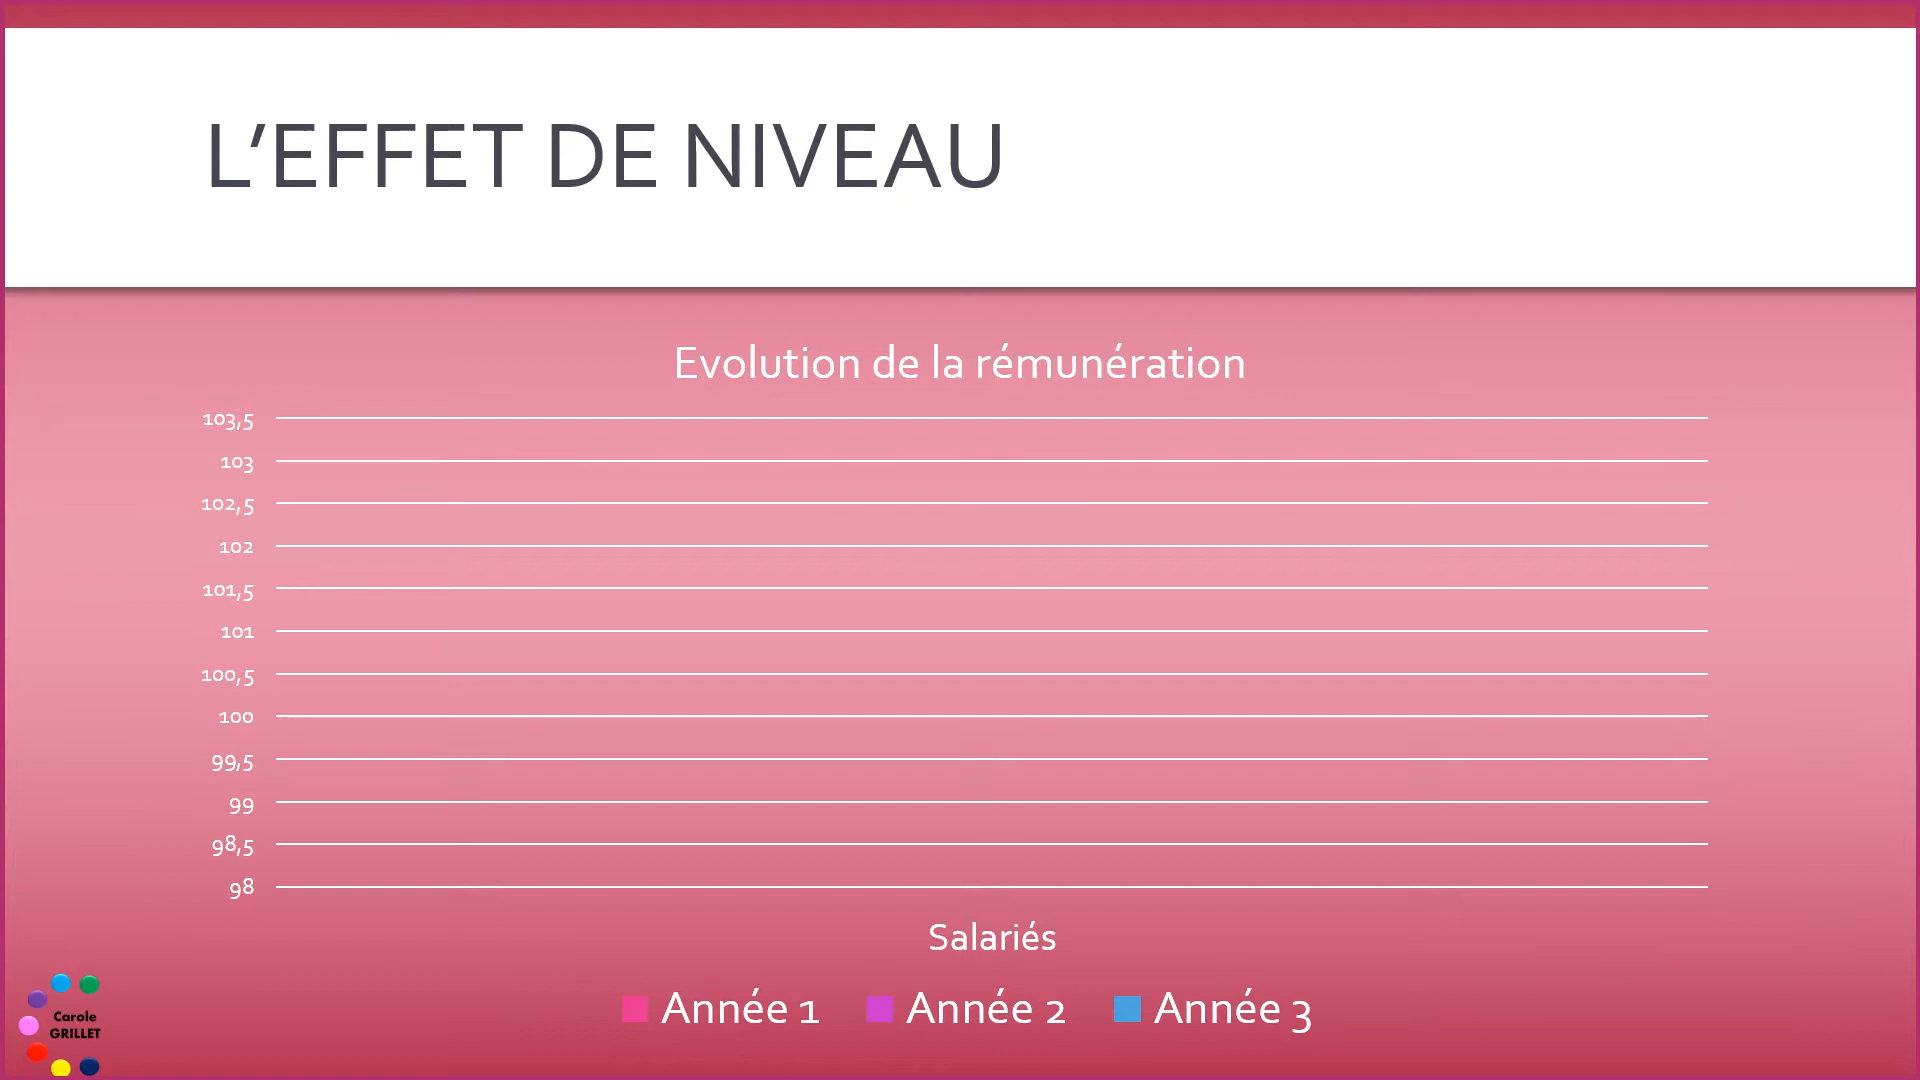 L’EFFET DE NIVEAU
Evolution de la rémunération
103,5
103
102,5
102
101,5
101
100,5
100
99,5
99
98,5
98
Salariés
Année 1 Année 2 Année 3
Carole
GRILLET